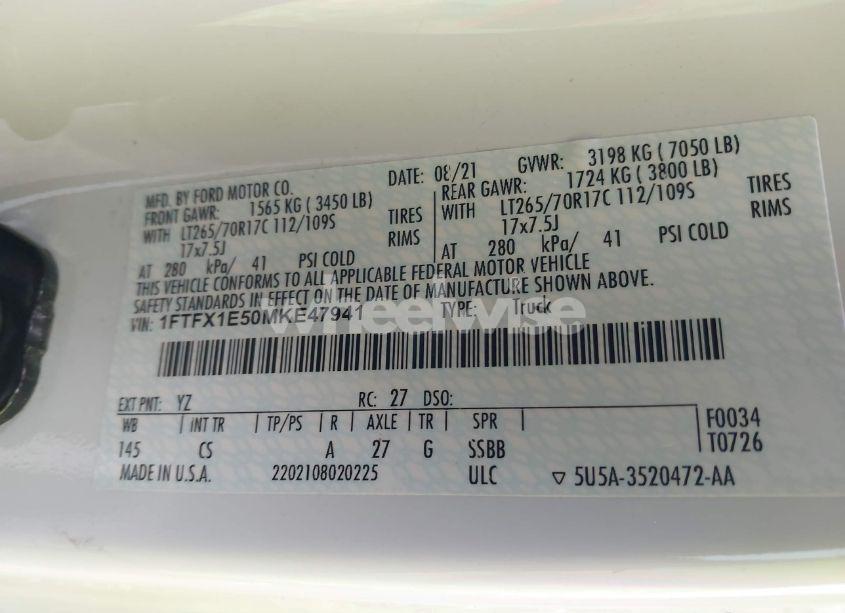 MFD. BY FORD MOTOR CO. DATE: 08/21 GVWR: 3198 KG ( 7050 LB)
FRONT GAWR: 1565 KG ( 3450 LB) REAR GAWR: 1724 KG ( 3800 LB)
WITH LT265/70R17C 112/109S TIRES WITH LT265/70R17C 112/109S TIRES
17x7.5J RIMS 17x7.5J RIMS
AT 280 kPa/ 41 PSI COLD AT 280 kPa/ 41 PSI COLD
THIS VEHICLE CONFORMS TO ALL APPLICABLE FEDERAL MOTOR VEHICLE
SAFETY STANDARDS IN EFFECT ON THE DATE OF MANUFACTURE SHOWN ABOVE.
VIN: 1FTFX1E50MKE47941 TYPE: Truck
wheelwise
EXT PNT: YZ RC: 27 DSO:
WB INT TR TP/PS R AXLE TR SPR F0034
145 CS A 27 G SSBB T0726
MADE IN U.S.A. 2202108020225 ULC ▽ 5U5A-3520472-AA